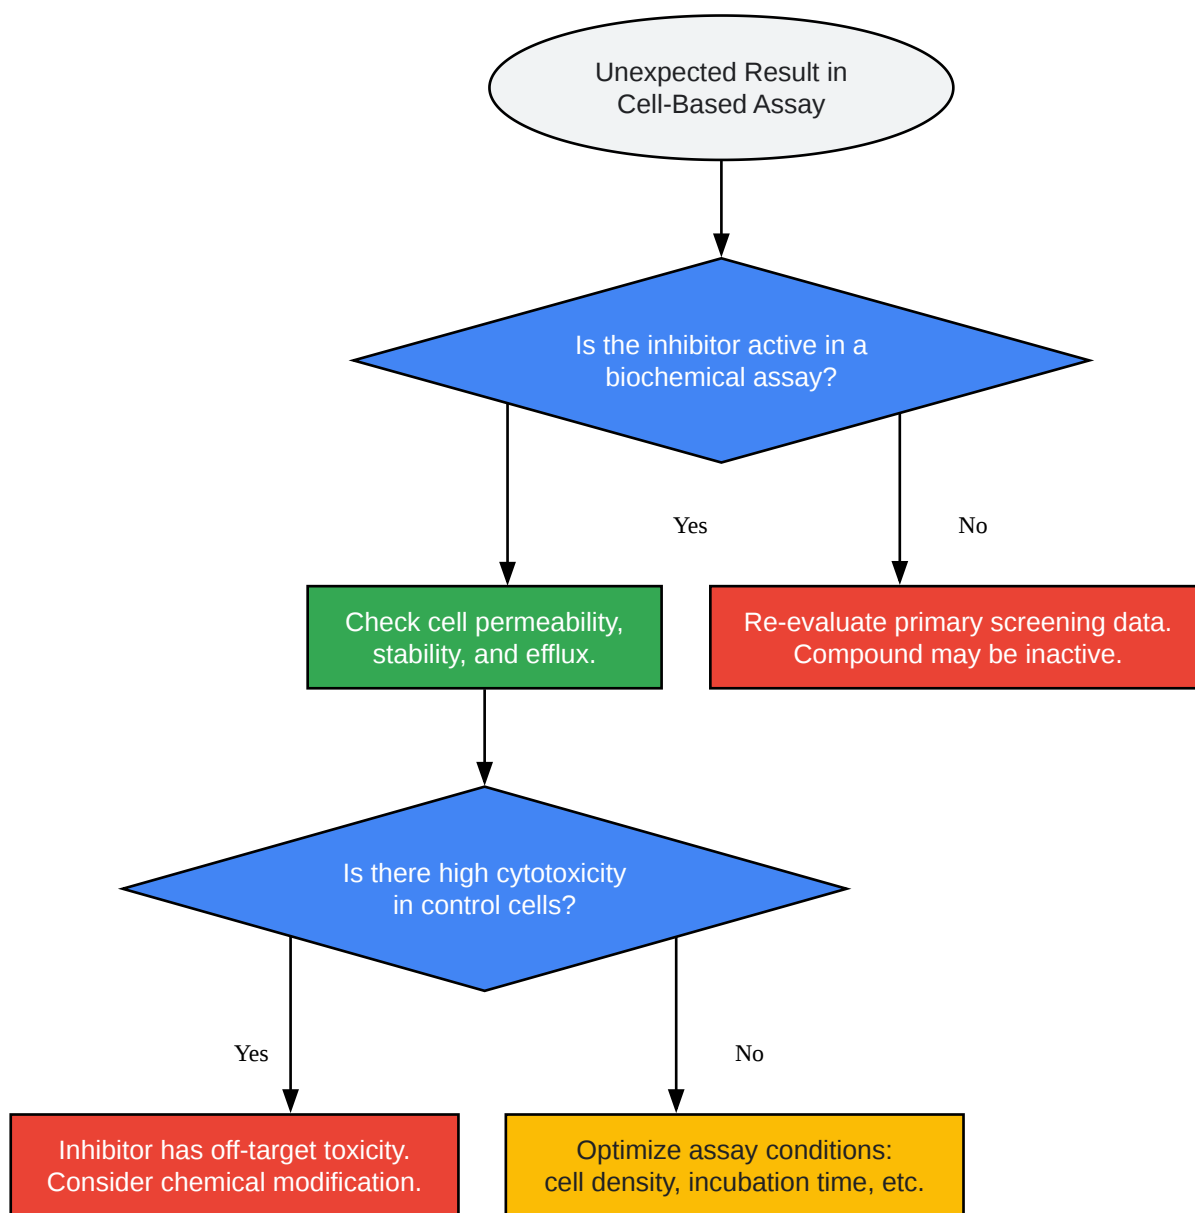 Unexpected Result in
Cell-Based Assay
Is the inhibitor active in a
biochemical assay?
Yes
No
Check cell permeability,
stability, and efflux.
Re-evaluate primary screening data.
Compound may be inactive.
Is there high cytotoxicity
in control cells?
Yes
No
Inhibitor has off-target toxicity.
Consider chemical modification.
Optimize assay conditions:
cell density, incubation time, etc.